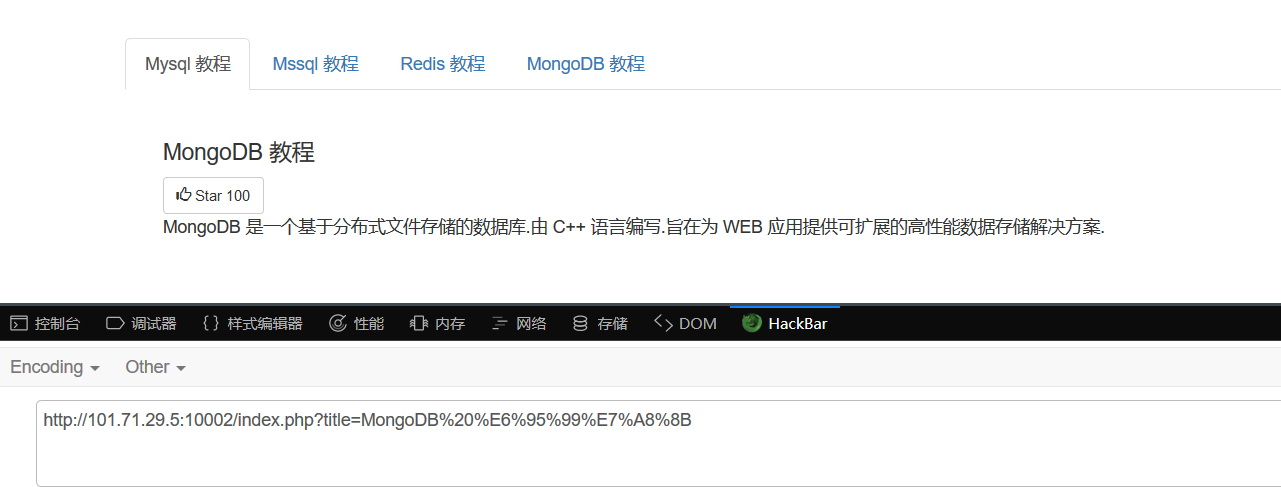 Mysql 教程 Mssql 教程 Redis 教程 MongoDB 教程
MongoDB 教程
Star 100
MongoDB 是一个基于分布式文件存储的数据库.由 C++ 语言编写.旨在为 WEB 应用提供可扩展的高性能数据存储解决方案.
控制台 调试器 {} 样式编辑器 性能 内存 网络 存储 DOM HackBar
Encoding Other
http://101.71.29.5:10002/index.php?title=MongoDB%20%E6%95%99%E7%A8%8B